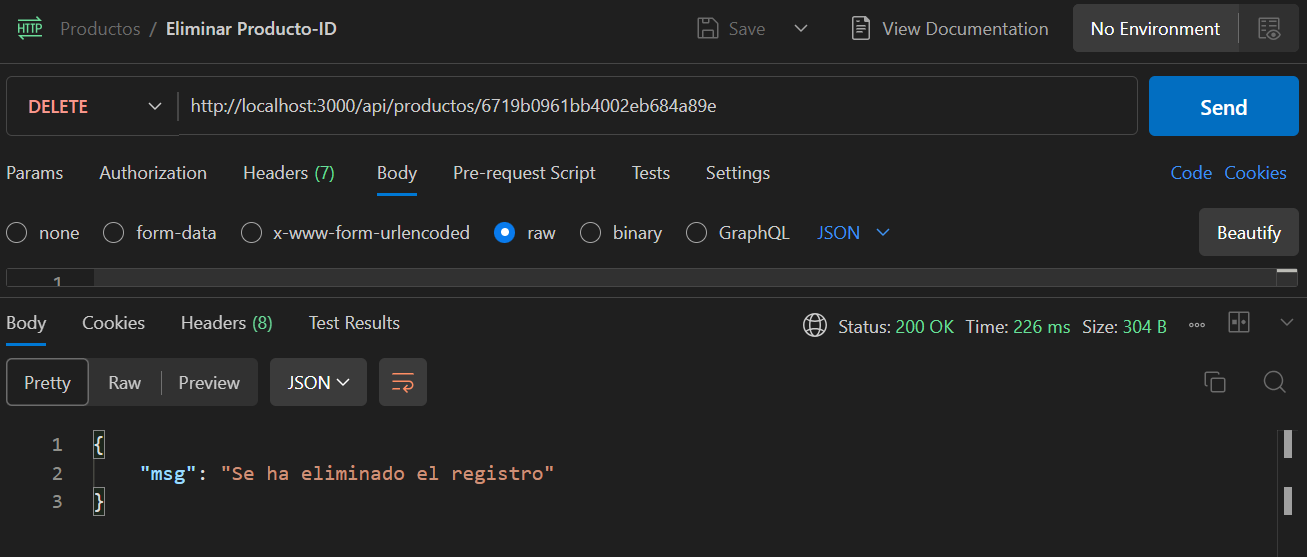 HTTP Productos / Eliminar Producto-ID Save View Documentation No Environment
DELETE http://localhost:3000/api/productos/6719b0961bb4002eb684a89e Send
Params Authorization Headers (7) Body Pre-request Script Tests Settings Code Cookies
none form-data x-www-form-urlencoded raw binary GraphQL JSON Beautify
1
Body Cookies Headers (8) Test Results Status: 200 OK Time: 226 ms Size: 304 B
Pretty Raw Preview JSON
1 {
2 "msg": "Se ha eliminado el registro"
3 }